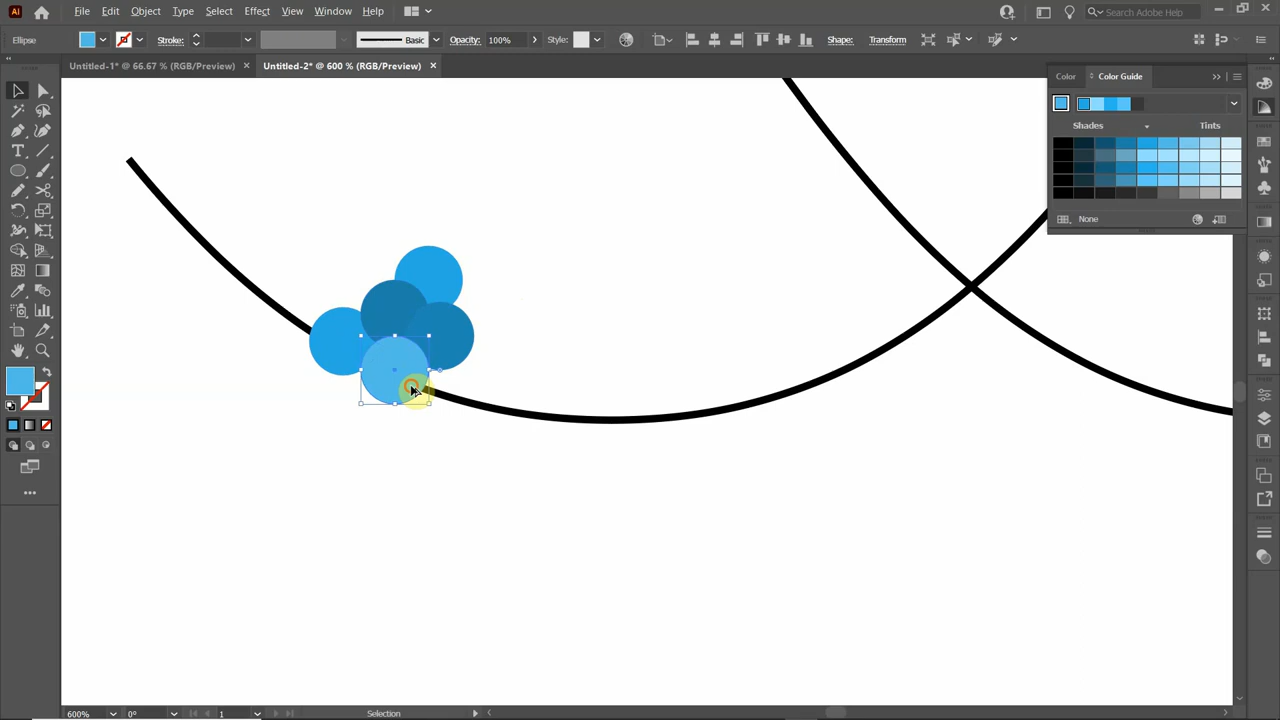 Ai File Edit Object Type Select Effect View Window Help Search Adobe Help
Ellipse Stroke: Basic Opacity: 100% Style: Shape: Transform
Untitled-1* @ 66.67 % (RGB/Preview) × Untitled-2* @ 600 % (RGB/Preview) ×
Color Color Guide
Shades Tints
None
600% 0° 1 Selection